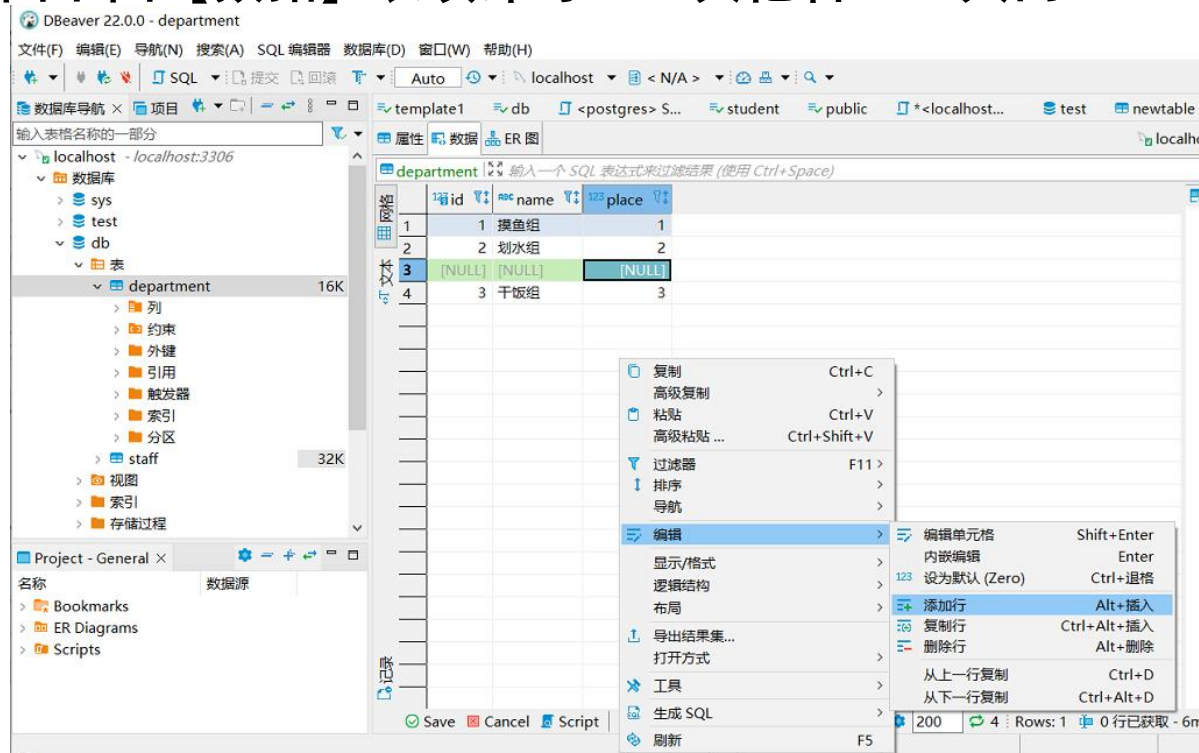 DBeaver 22.0.0 - department
文件(F) 编辑(E) 导航(N) 搜索(A) SQL 编辑器 数据库(D) 窗口(W) 帮助(H)
SQL 提交 回滚 Auto localhost < N/A >
数据库导航 项目
template1 db <postgres> S... student public *<localhost... test newtable
输入表格名称的一部分
属性 数据 ER 图
localhost - localhost:3306
department 输入一个 SQL 表达式来过滤结果 (使用 Ctrl+Space)
数据库
sys
test
db
表
department 16K
列
约束
外键
引用
触发器
索引
分区
staff 32K
视图
索引
存储过程
Project - General
名称 数据源
Bookmarks
ER Diagrams
Scripts
网格
文本
记录
123 id ABC name 123 place
1 1 摸鱼组 1
2 2 划水组 2
3 [NULL] [NULL] [NULL]
4 3 干饭组 3
复制 Ctrl+C
高级复制
粘贴 Ctrl+V
高级粘贴 ... Ctrl+Shift+V
过滤器 F11
排序
导航
编辑
显示/格式
逻辑结构
布局
导出结果集...
打开方式
工具
生成 SQL
刷新 F5
编辑单元格 Shift+Enter
内嵌编辑 Enter
123 设为默认 (Zero) Ctrl+退格
添加行 Alt+插入
复制行 Ctrl+Alt+插入
删除行 Alt+删除
从上一行复制 Ctrl+D
从下一行复制 Ctrl+Alt+D
Save Cancel Script 200 4 Rows: 1 0 行已获取 - 6m